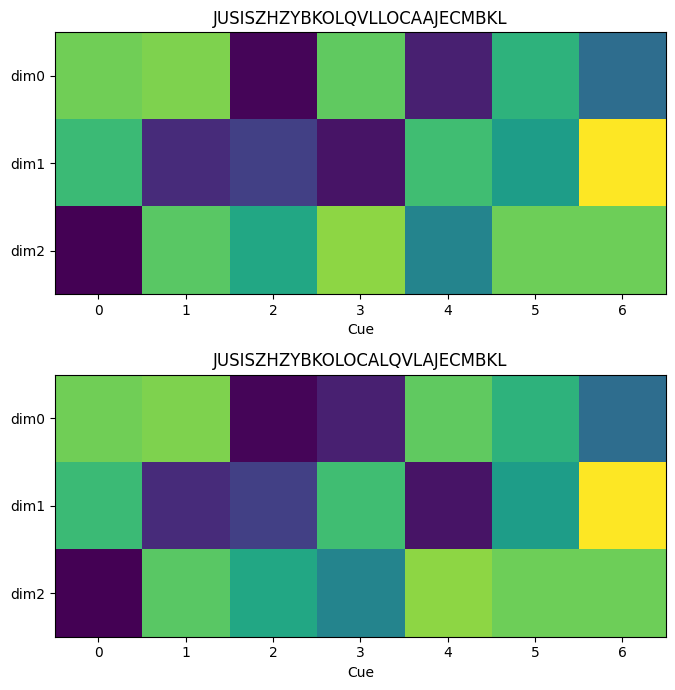 JUSISZHZYBKOLQVLLOCAAJECMBKL
dim0
dim1
dim2
0 1 2 3 4 5 6
Cue
JUSISZHZYBKOLOCALQVLAJECMBKL
dim0
dim1
dim2
0 1 2 3 4 5 6
Cue